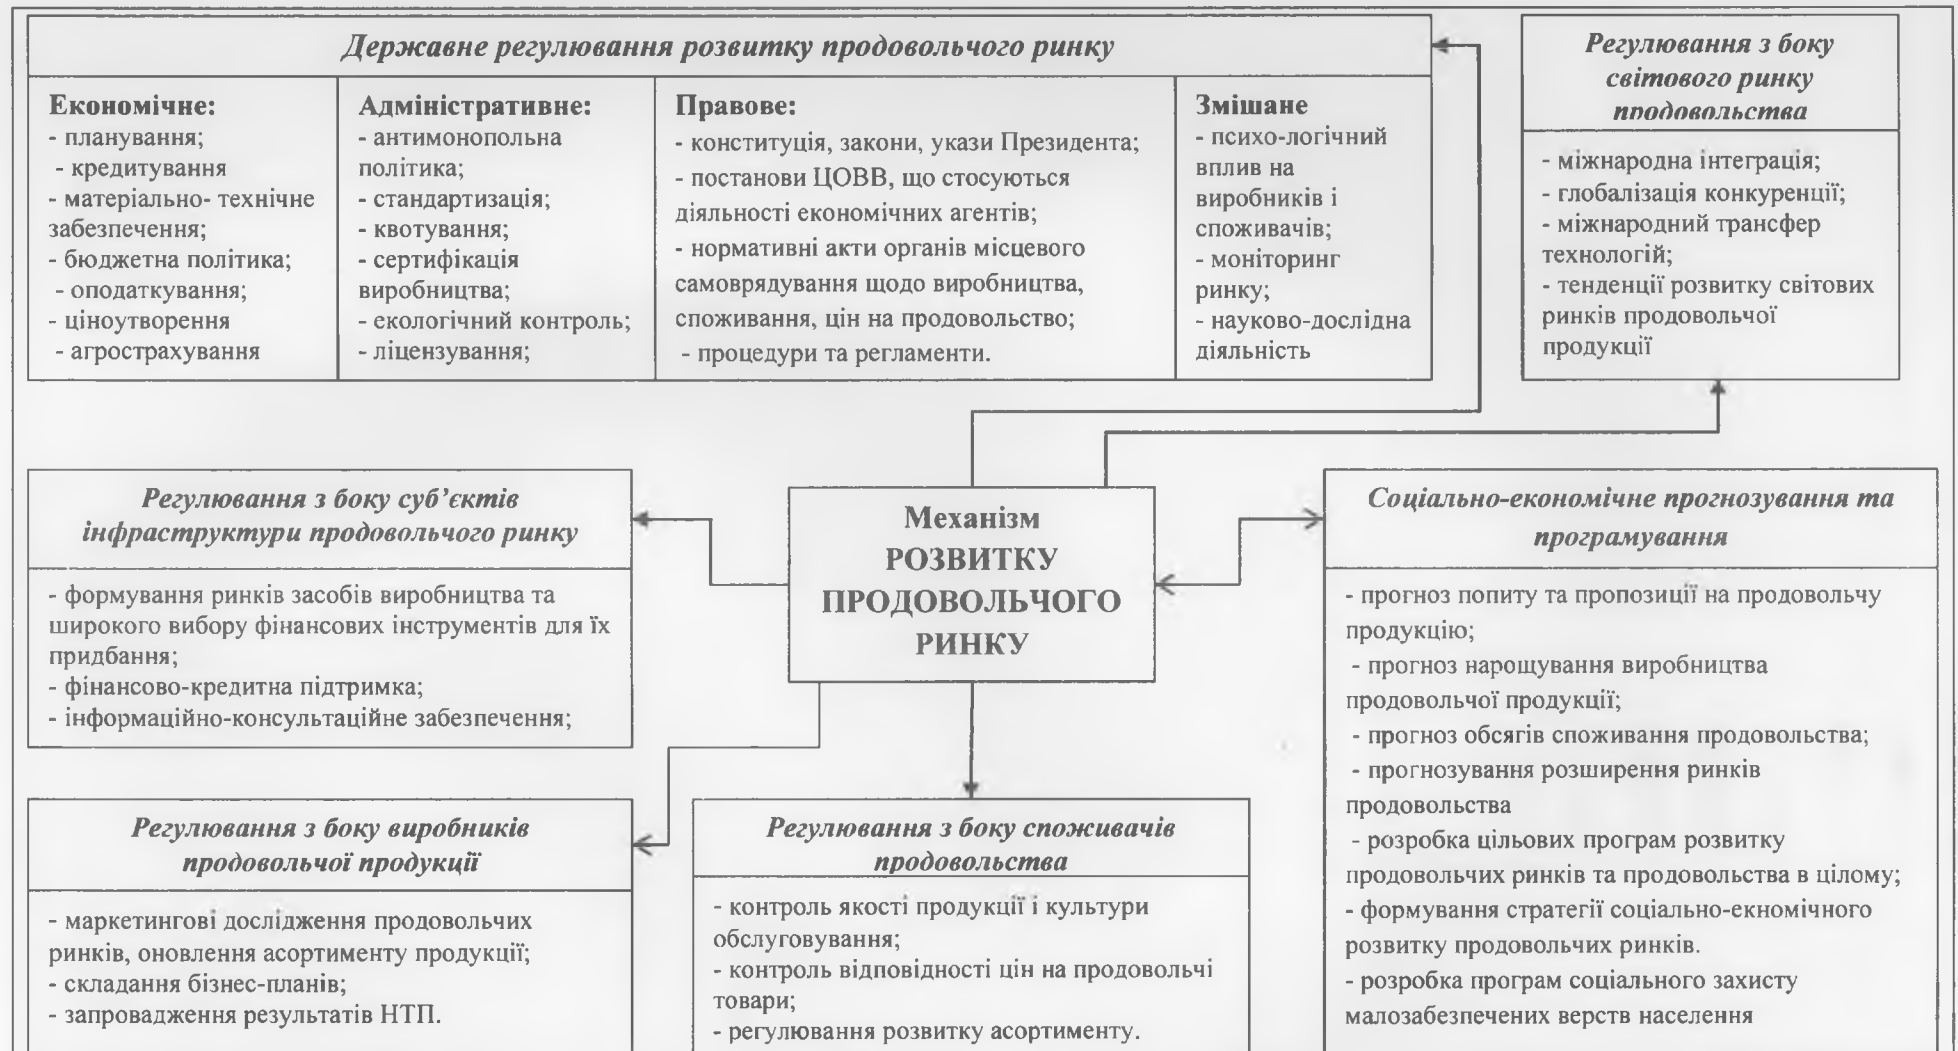 Державне регулювання розвитку продовольчого ринку
Економічне:
- планування;
- кредитування
- матеріально- технічне
забезпечення;
- бюджетна політика;
- оподаткування;
- ціноутворення
- агрострахування
Адміністративне:
- антимонопольна
політика;
- стандартизація;
- квотування;
- сертифікація
виробництва;
- екологічний контроль;
- ліцензування;
Правове:
- конституція, закони, укази Президента;
- постанови ЦОВВ, що стосуються
діяльності економічних агентів;
- нормативні акти органів місцевого
самоврядування щодо виробництва,
споживання, цін на продовольство;
- процедури та регламенти.
Змішане
- психо-логічний
вплив на
виробників і
споживачів;
- моніторинг
ринку;
- науково-дослідна
діяльність
Регулювання з боку
світового ринку
продовольства
- міжнародна інтеграція;
- глобалізація конкуренції;
- міжнародний трансфер
технологій;
- тенденції розвитку світових
ринків продовольчої
продукції
Регулювання з боку суб’єктів
інфраструктури продовольчого ринку
- формування ринків засобів виробництва та
широкого вибору фінансових інструментів для їх
придбання;
- фінансово-кредитна підтримка;
- інформаційно-консультаційне забезпечення;
Механізм
РОЗВИТКУ
ПРОДОВОЛЬЧОГО
РИНКУ
Соціально-економічне прогнозування та
програмування
- прогноз попиту та пропозиції на продовольчу
продукцію;
- прогноз нарощування виробництва
продовольчої продукції;
- прогноз обсягів споживання продовольства;
- прогнозування розширення ринків
продовольства
- розробка цільових програм розвитку
продовольчих ринків та продовольства в цілому;
- формування стратегії соціально-екномічного
розвитку продовольчих ринків.
- розробка програм соціального захисту
малозабезпечених верств населення
Регулювання з боку виробників
продовольчої продукції
- маркетингові дослідження продовольчих
ринків, оновлення асортименту продукції;
- складання бізнес-планів;
- запровадження результатів НТП.
Регулювання з боку споживачів
продовольства
- контроль якості продукції і культури
обслуговування;
- контроль відповідності цін на продовольчі
товари;
- регулювання розвитку асортименту.